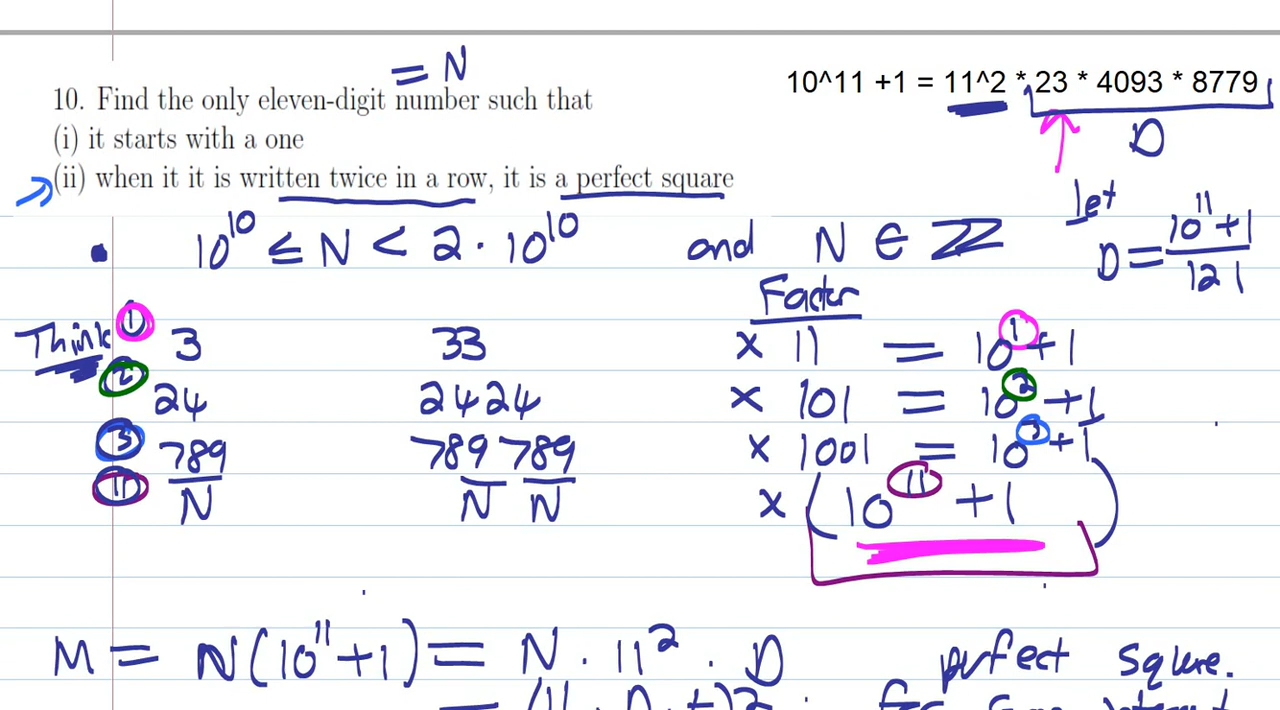 = N
10^11 +1 = 11^2 * 23 * 4093 * 8779
10. Find the only eleven-digit number such that
(i) it starts with a one
D
(ii) when it it is written twice in a row, it is a perfect square
let
10^10 ≤ N < 2 · 10^10 and N ∈ ℤ
D = (10^11 + 1)/121
Factor
Think ① 3 33 × 11 = 10^1 + 1
② 24 2424 × 101 = 10^2 + 1
③ 789 789 789 × 1001 = 10^3 + 1
⑪ N N N × (10^11 + 1)
M = N(10^11 + 1) = N · 11^2 · D perfect square.